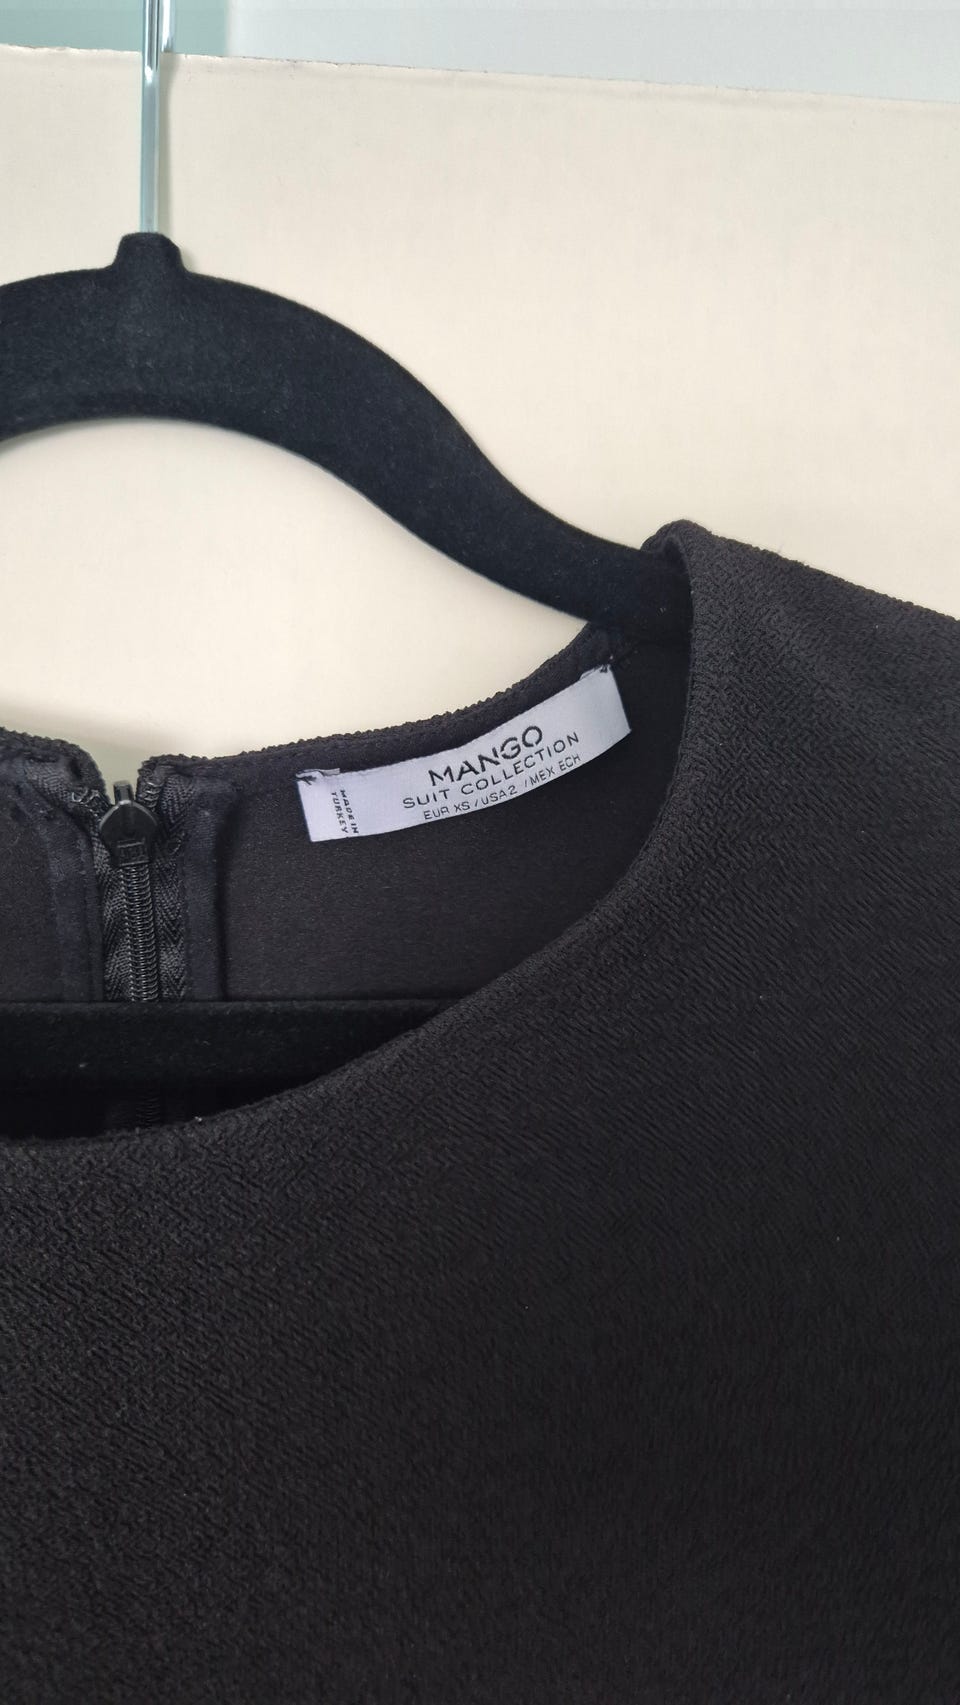 MANGO
SUIT COLLECTION
EUR XS / USA 2 / MEX ECH
MADE IN
TURKEY